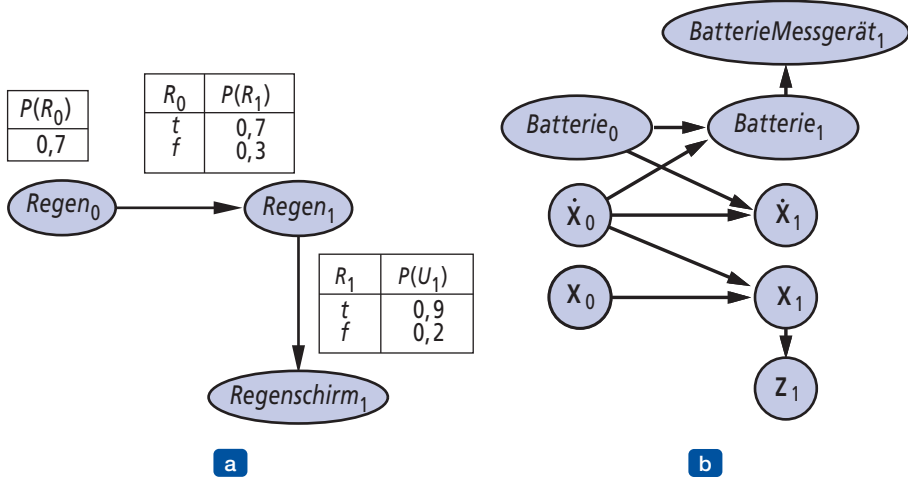 P(R₀)
0,7
R₀ P(R₁)
t 0,7
f 0,3
Regen₀
Regen₁
R₁ P(U₁)
t 0,9
f 0,2
Regenschirm₁
a
BatterieMessgerät₁
Batterie₀
Batterie₁
Ẋ₀
Ẋ₁
X₀
X₁
Z₁
b